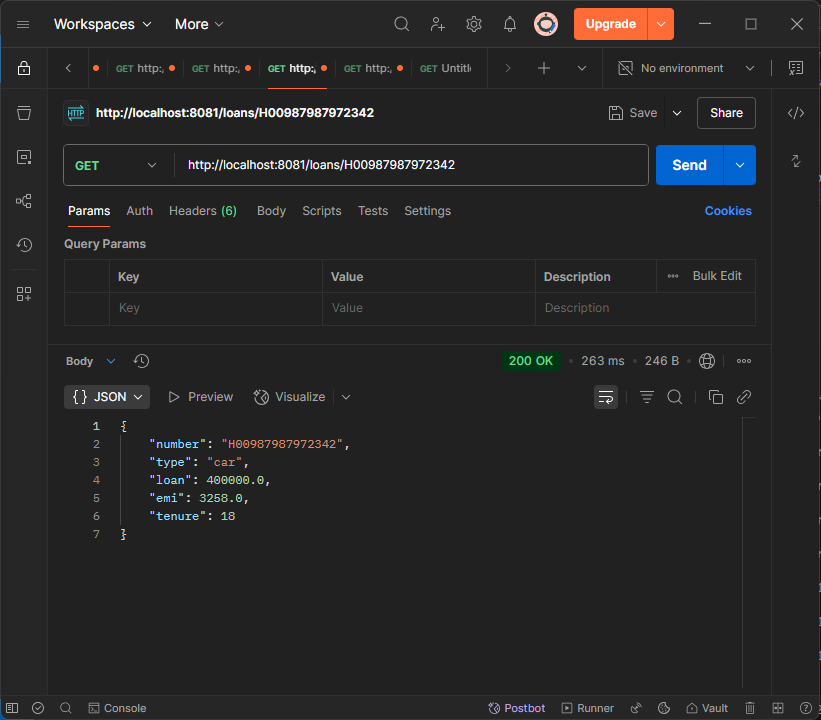 Workspaces More Upgrade
GET http:, GET http:, GET http:, GET http:, GET Untitl No environment
HTTP http://localhost:8081/loans/H00987987972342 Save Share
GET http://localhost:8081/loans/H00987987972342 Send
Params Auth Headers (6) Body Scripts Tests Settings Cookies
Query Params
Key Value Description Bulk Edit
Key Value Description
Body 200 OK 263 ms 246 B
{} JSON Preview Visualize
1 {
2 "number": "H00987987972342",
3 "type": "car",
4 "loan": 400000.0,
5 "emi": 3258.0,
6 "tenure": 18
7 }
Console Postbot Runner Vault